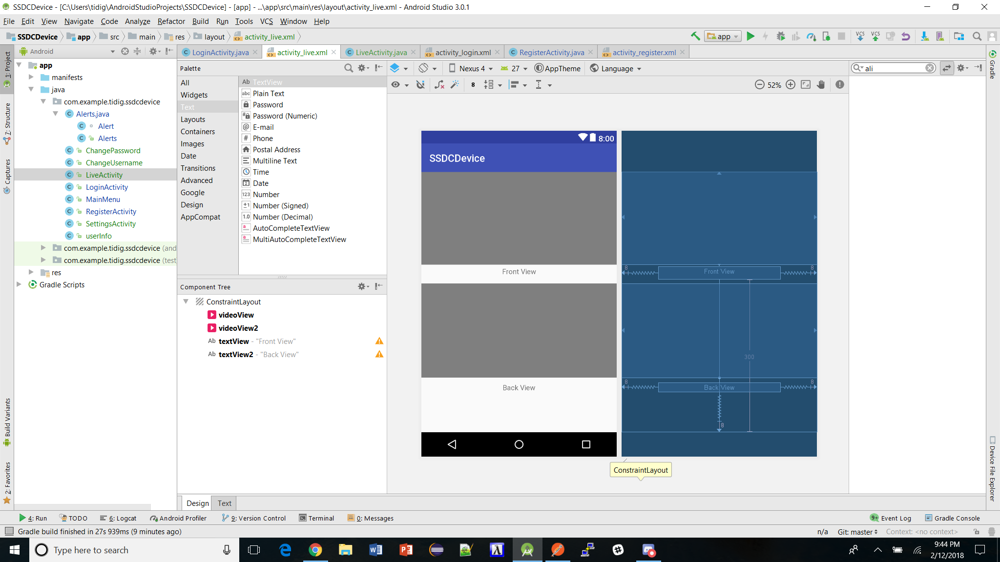 SSDCDevice - [C:\Users\tidig\AndroidStudioProjects\SSDCDevice] - [app] - ...\app\src\main\res\layout\activity_live.xml - Android Studio 3.0.1
File Edit View Navigate Code Analyze Refactor Build Run Tools VCS Window Help
SSDCDevice app src main res layout activity_live.xml
app
VCS VCS
Android
LoginActivity.java activity_live.xml LiveActivity.java activity_login.xml RegisterActivity.java activity_register.xml
1: Project
7: Structure
Captures
Build Variants
2: Favorites
app
manifests
java
com.example.tidig.ssdcdevice
Alerts.java
Alert
Alerts
ChangePassword
ChangeUsername
LiveActivity
LoginActivity
MainMenu
RegisterActivity
SettingsActivity
userInfo
com.example.tidig.ssdcdevice (and
com.example.tidig.ssdcdevice (test
res
Gradle Scripts
Palette
All
Widgets
Text
Layouts
Containers
Images
Date
Transitions
Advanced
Google
Design
AppCompat
Ab TextView
abc Plain Text
Password
Password (Numeric)
E-mail
Phone
Postal Address
Multiline Text
Time
Date
123 Number
±1 Number (Signed)
1.0 Number (Decimal)
AutoCompleteTextView
MultiAutoCompleteTextView
Component Tree
ConstraintLayout
videoView
videoView2
Ab textView - "Front View"
Ab textView2 - "Back View"
Nexus 4 27 AppTheme Language
8 52%
ali
8:00
SSDCDevice
Front View
Back View
8 Front View 8
300
8 Back View 8
8
ConstraintLayout
Gradle
Device File Explorer
Design Text
4: Run TODO 6: Logcat Android Profiler 9: Version Control Terminal 0: Messages
9+ Event Log Gradle Console
Gradle build finished in 27s 939ms (9 minutes ago)
n/a Git: master Context: <no context>
Type here to search
9:44 PM
2/12/2018